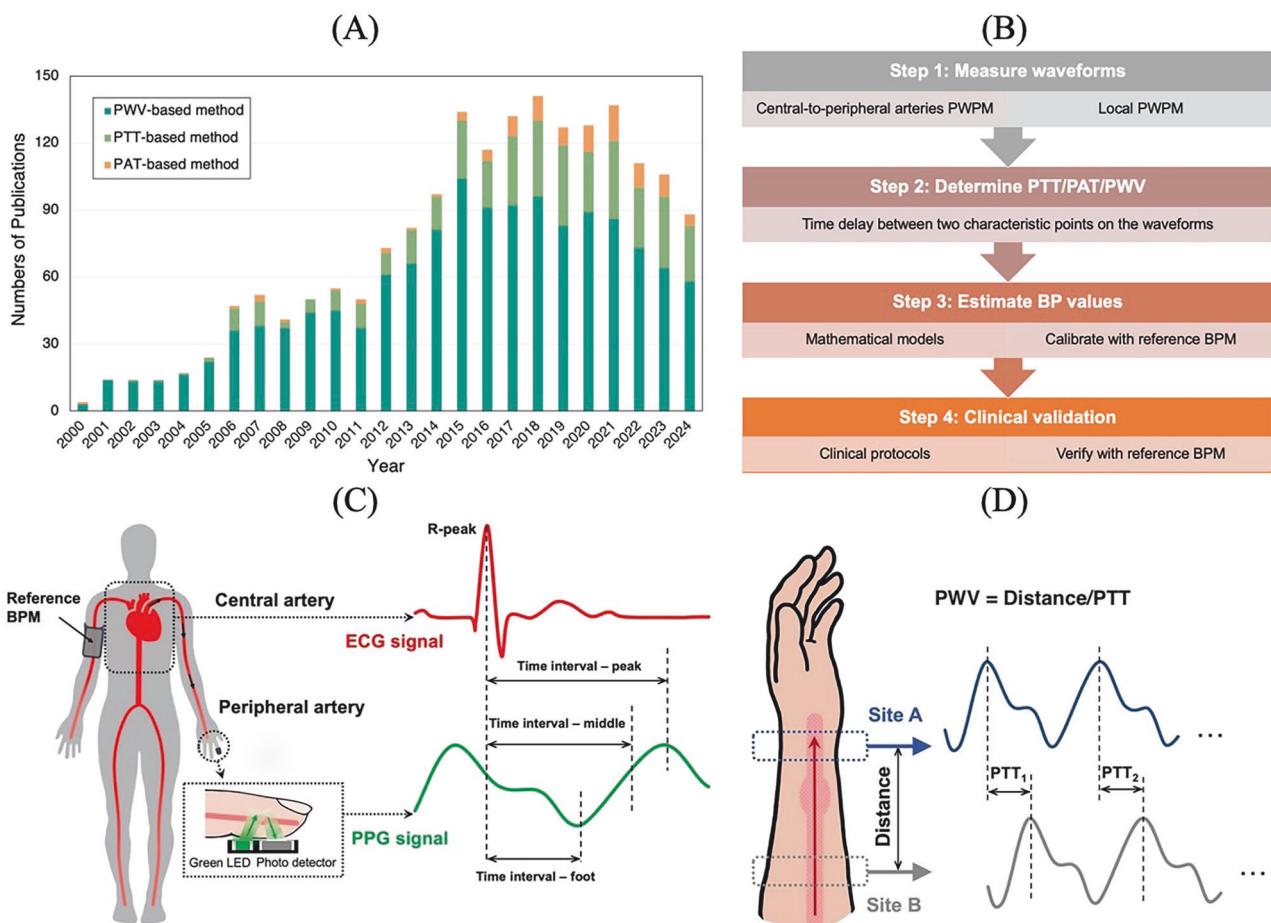 (A)
150
120
90
60
30
0
Numbers of Publications
PWV-based method
PTT-based method
PAT-based method
2000
2001
2002
2003
2004
2005
2006
2007
2008
2009
2010
2011
2012
2013
2014
2015
2016
2017
2018
2019
2020
2021
2022
2023
2024
Year
(B)
Step 1: Measure waveforms
Central-to-peripheral arteries PWPM
Local PWPM
Step 2: Determine PTT/PAT/PWV
Time delay between two characteristic points on the waveforms
Step 3: Estimate BP values
Mathematical models
Calibrate with reference BPM
Step 4: Clinical validation
Clinical protocols
Verify with reference BPM
(C)
Reference
BPM
Central artery
ECG signal
R-peak
Time interval – peak
Peripheral artery
Time interval – middle
Green LED
Photo detector
PPG signal
Time interval – foot
(D)
PWV = Distance/PTT
Site A
...
PTT1
PTT2
Distance
Site B
...